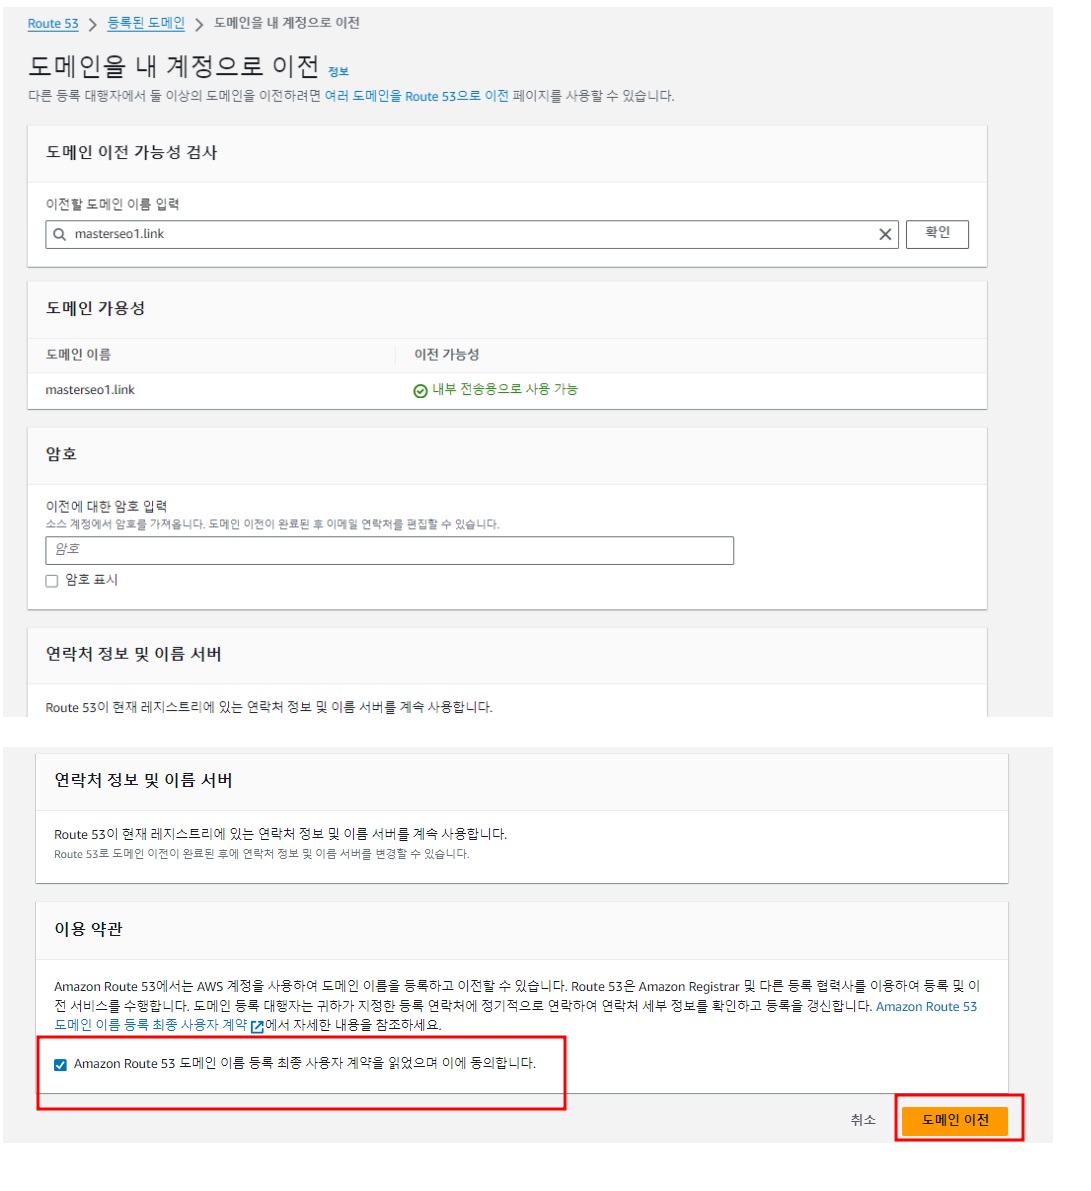 Route 53 > 등록된 도메인 > 도메인을 내 계정으로 이전
도메인을 내 계정으로 이전 정보
다른 등록 대행자에서 둘 이상의 도메인을 이전하려면 여러 도메인을 Route 53으로 이전 페이지를 사용할 수 있습니다.
도메인 이전 가능성 검사
이전할 도메인 이름 입력
masterseo1.link
확인
도메인 가용성
도메인 이름 이전 가능성
masterseo1.link 내부 전송용으로 사용 가능
암호
이전에 대한 암호 입력
소스 계정에서 암호를 가져옵니다. 도메인 이전이 완료된 후 이메일 연락처를 편집할 수 있습니다.
암호
암호 표시
연락처 정보 및 이름 서버
Route 53이 현재 레지스트리에 있는 연락처 정보 및 이름 서버를 계속 사용합니다.
연락처 정보 및 이름 서버
Route 53이 현재 레지스트리에 있는 연락처 정보 및 이름 서버를 계속 사용합니다.
Route 53로 도메인 이전이 완료된 후에 연락처 정보 및 이름 서버를 변경할 수 있습니다.
이용 약관
Amazon Route 53에서는 AWS 계정을 사용하여 도메인 이름을 등록하고 이전할 수 있습니다. Route 53은 Amazon Registrar 및 다른 등록 협력사를 이용하여 등록 및 이
전 서비스를 수행합니다. 도메인 등록 대행자는 귀하가 지정한 등록 연락처에 정기적으로 연락하여 연락처 세부 정보를 확인하고 등록을 갱신합니다. Amazon Route 53
도메인 이름 등록 최종 사용자 계약에서 자세한 내용을 참조하세요.
Amazon Route 53 도메인 이름 등록 최종 사용자 계약을 읽었으며 이에 동의합니다.
취소 도메인 이전